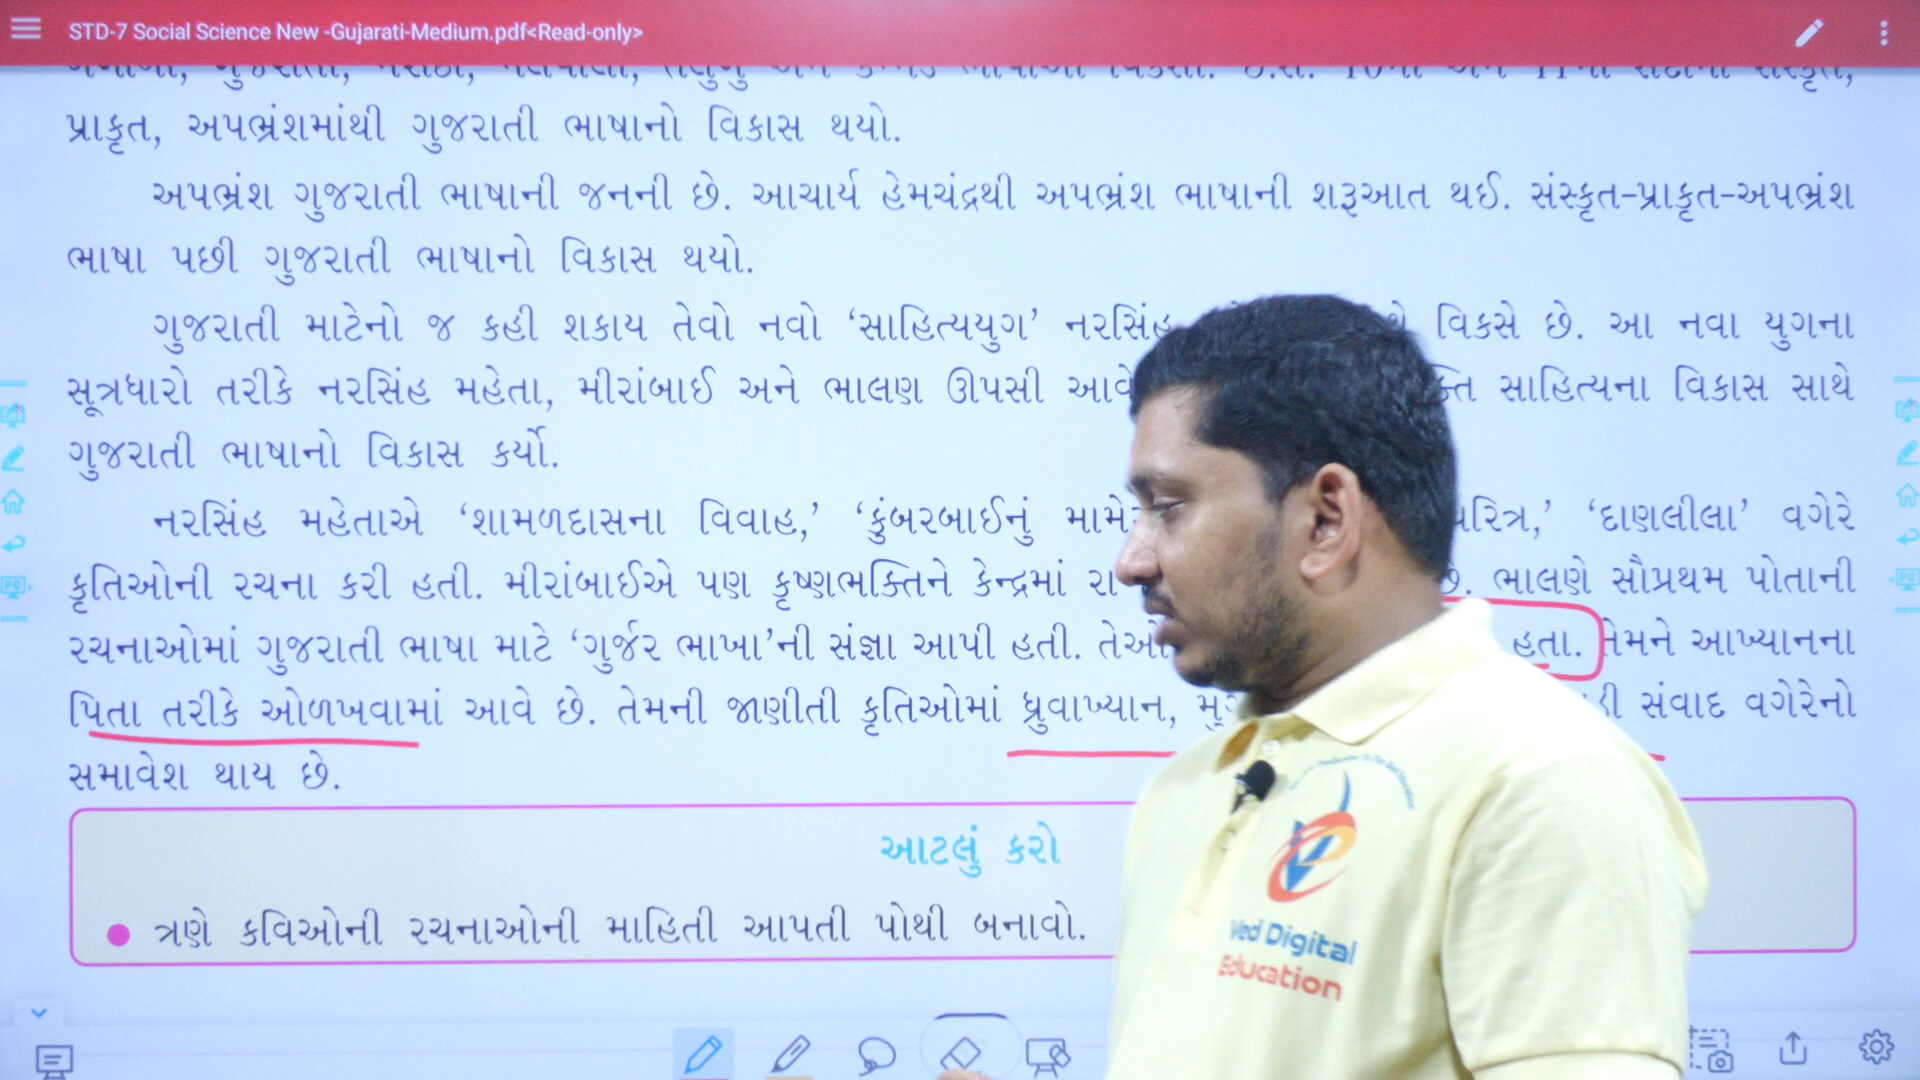 STD-7 Social Science New -Gujarati-Medium.pdf<Read-only>
પ્રાકૃત, અપભ્રંશમાંથી ગુજરાતી ભાષાનો વિકાસ થયો.
અપભ્રંશ ગુજરાતી ભાષાની જનની છે. આચાર્ય હેમચંદ્રથી અપભ્રંશ ભાષાની શરૂઆત થઈ. સંસ્કૃત-પ્રાકૃત-અપભ્રંશ
ભાષા પછી ગુજરાતી ભાષાનો વિકાસ થયો.
ગુજરાતી માટેનો જ કહી શકાય તેવો નવો ‘સાહિત્યયુગ’ નરસિંહ વિકસે છે. આ નવા યુગના
સૂત્રધારો તરીકે નરસિંહ મહેતા, મીરાંબાઈ અને ભાલણ ઊપસી સાહિત્યના વિકાસ સાથે
ગુજરાતી ભાષાનો વિકાસ કર્યો.
નરસિંહ મહેતાએ ‘શામળદાસના વિવાહ,’ ‘કુંબરબાઈનું ‘દાણલીલા’ વગેરે
કૃતિઓની રચના કરી હતી. મીરાંબાઈએ પણ કૃષ્ણભક્તિને કેન્દ્રમાં ભાલણે સૌપ્રથમ પોતાની
રચનાઓમાં ગુજરાતી ભાષા માટે ‘ગુર્જર ભાખા’ની સંજ્ઞા આપી હતી. હતા. તેમને આખ્યાનના
પિતા તરીકે ઓળખવામાં આવે છે. તેમની જાણીતી કૃતિઓમાં ધ્રુવાખ્યાન, સંવાદ વગેરેનો
સમાવેશ થાય છે.
આટલું કરો
ત્રણે કવિઓની રચનાઓની માહિતી આપતી પોથી બનાવો.
Ved Digital
Education